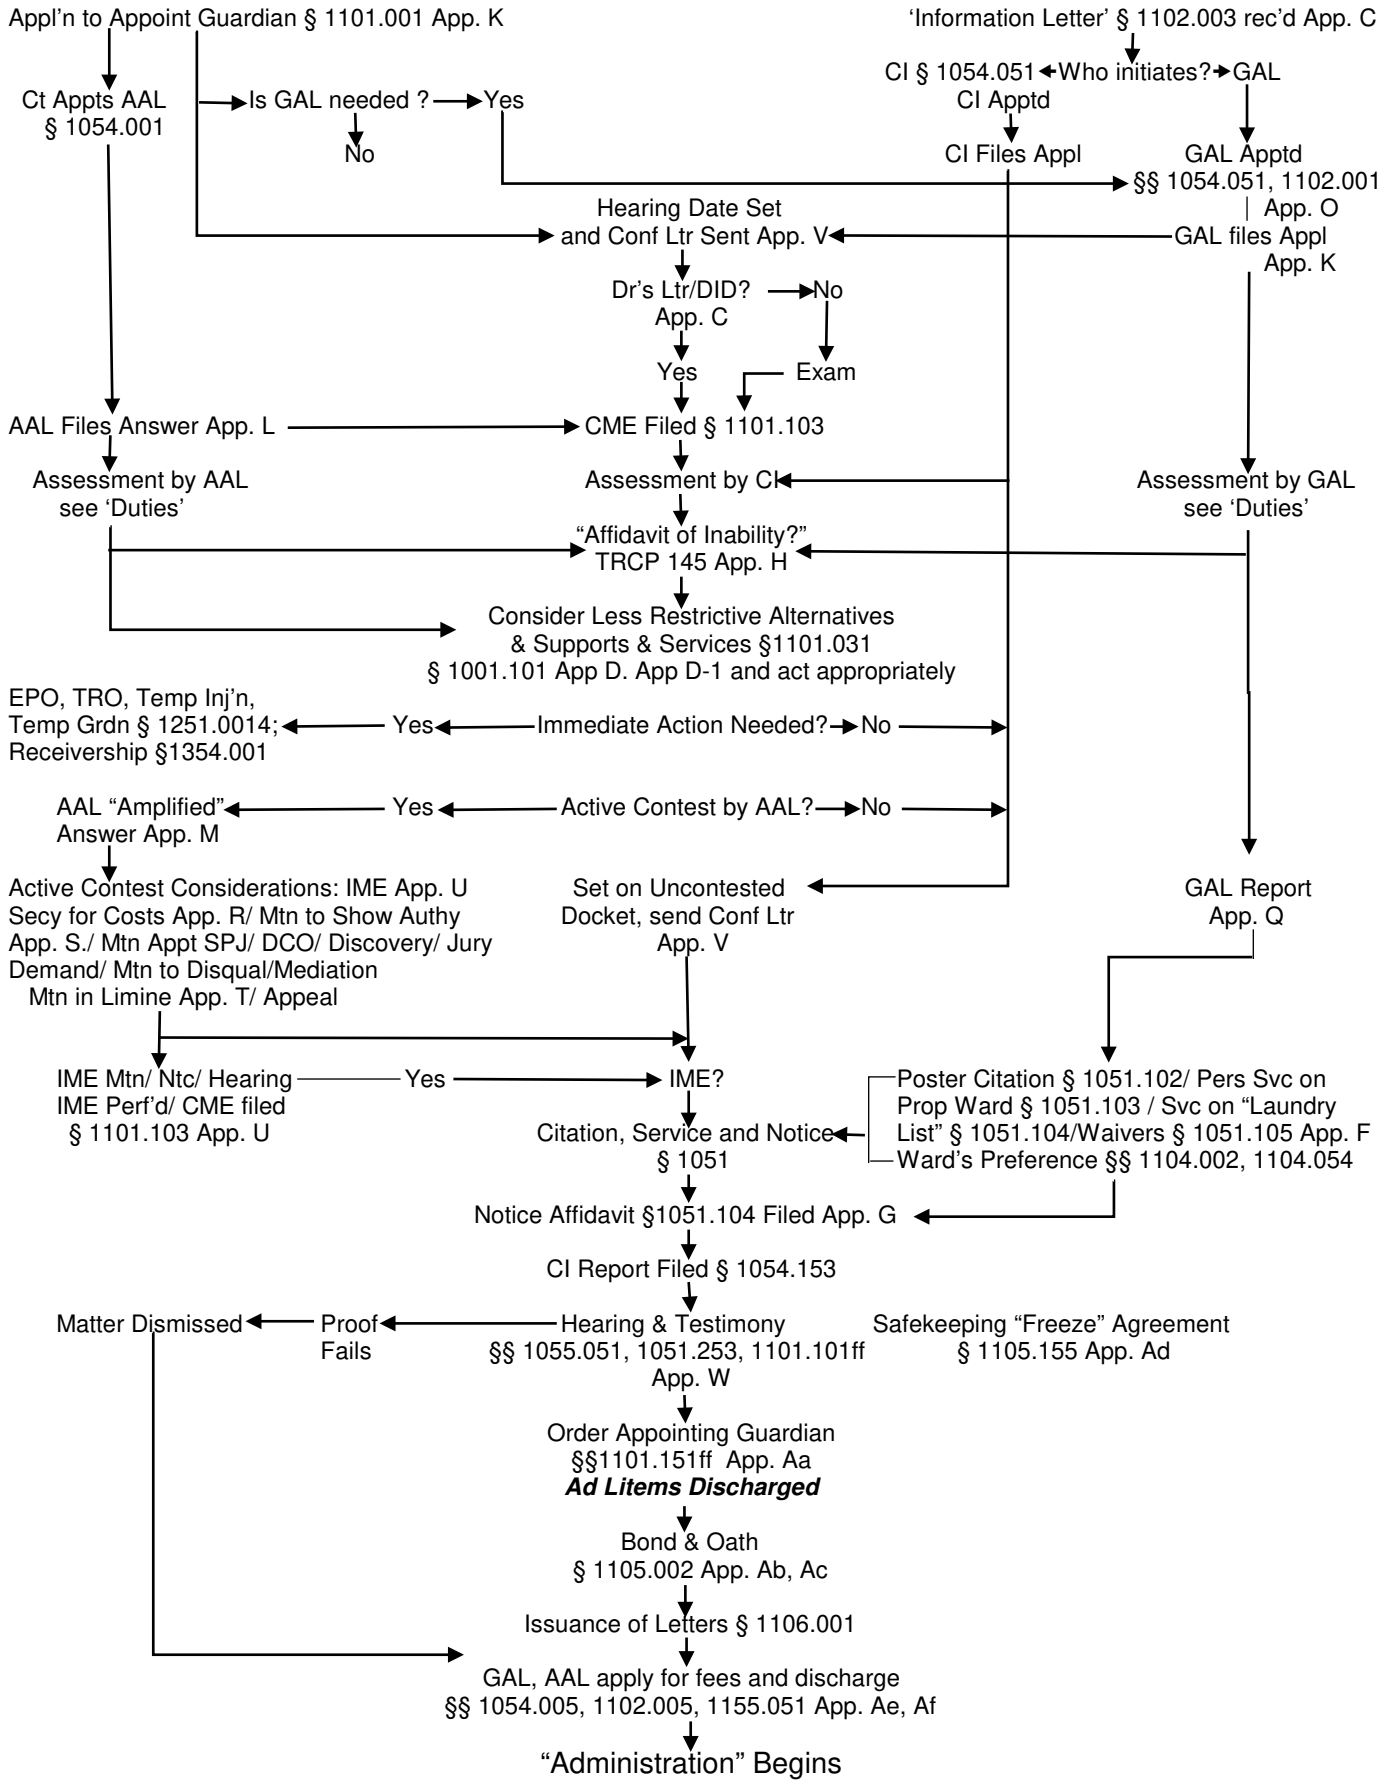 Appl'n to Appoint Guardian § 1101.001 App. K
‘Information Letter’ § 1102.003 rec’d App. C
CI § 1054.051
Who initiates?
GAL
Ct Appts AAL
§ 1054.001
Is GAL needed ?
Yes
No
CI Apptd
CI Files Appl
GAL Apptd
§§ 1054.051, 1102.001
App. O
Hearing Date Set
and Conf Ltr Sent App. V
GAL files Appl
App. K
Dr’s Ltr/DID?
No
App. C
Yes
Exam
AAL Files Answer App. L
CME Filed § 1101.103
Assessment by AAL
see ‘Duties’
Assessment by CI
Assessment by GAL
see ‘Duties’
“Affidavit of Inability?”
TRCP 145 App. H
Consider Less Restrictive Alternatives
& Supports & Services §1101.031
§ 1001.101 App D. App D-1 and act appropriately
EPO, TRO, Temp Inj’n,
Temp Grdn § 1251.0014;
Receivership §1354.001
Yes
Immediate Action Needed?
No
AAL “Amplified”
Answer App. M
Yes
Active Contest by AAL?
No
Active Contest Considerations: IME App. U
Secy for Costs App. R/ Mtn to Show Authy
App. S./ Mtn Appt SPJ/ DCO/ Discovery/ Jury
Demand/ Mtn to Disqual/Mediation
Mtn in Limine App. T/ Appeal
Set on Uncontested
Docket, send Conf Ltr
App. V
GAL Report
App. Q
IME Mtn/ Ntc/ Hearing
IME Perf’d/ CME filed
§ 1101.103 App. U
Yes
IME?
Poster Citation § 1051.102/ Pers Svc on
Prop Ward § 1051.103 / Svc on “Laundry
List” § 1051.104/Waivers § 1051.105 App. F
Ward’s Preference §§ 1104.002, 1104.054
Citation, Service and Notice
§ 1051
Notice Affidavit §1051.104 Filed App. G
CI Report Filed § 1054.153
Matter Dismissed
Proof
Fails
Hearing & Testimony
§§ 1055.051, 1051.253, 1101.101ff
App. W
Safekeeping “Freeze” Agreement
§ 1105.155 App. Ad
Order Appointing Guardian
§§1101.151ff App. Aa
Ad Litems Discharged
Bond & Oath
§ 1105.002 App. Ab, Ac
Issuance of Letters § 1106.001
GAL, AAL apply for fees and discharge
§§ 1054.005, 1102.005, 1155.051 App. Ae, Af
“Administration” Begins